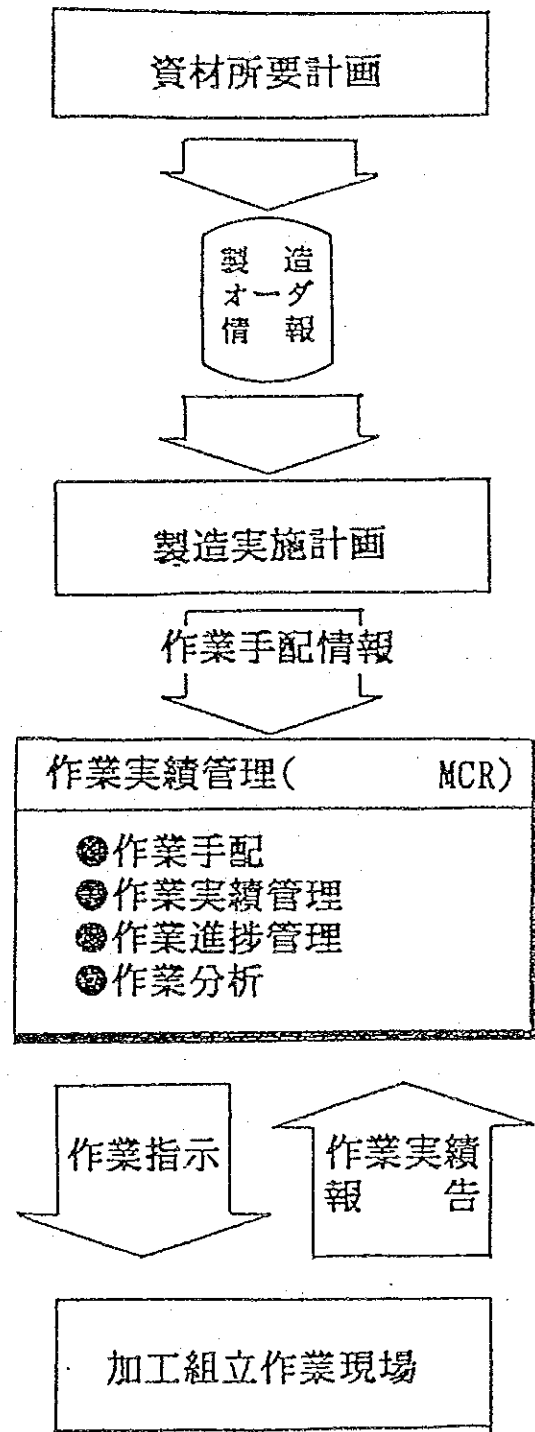 資材所要計画
製造
オーダ
情報
製造実施計画
作業手配情報
作業実績管理( MCR)
●作業手配
●作業実績管理
●作業進捗管理
●作業分析
作業指示
作業実績
報告
加工組立作業現場